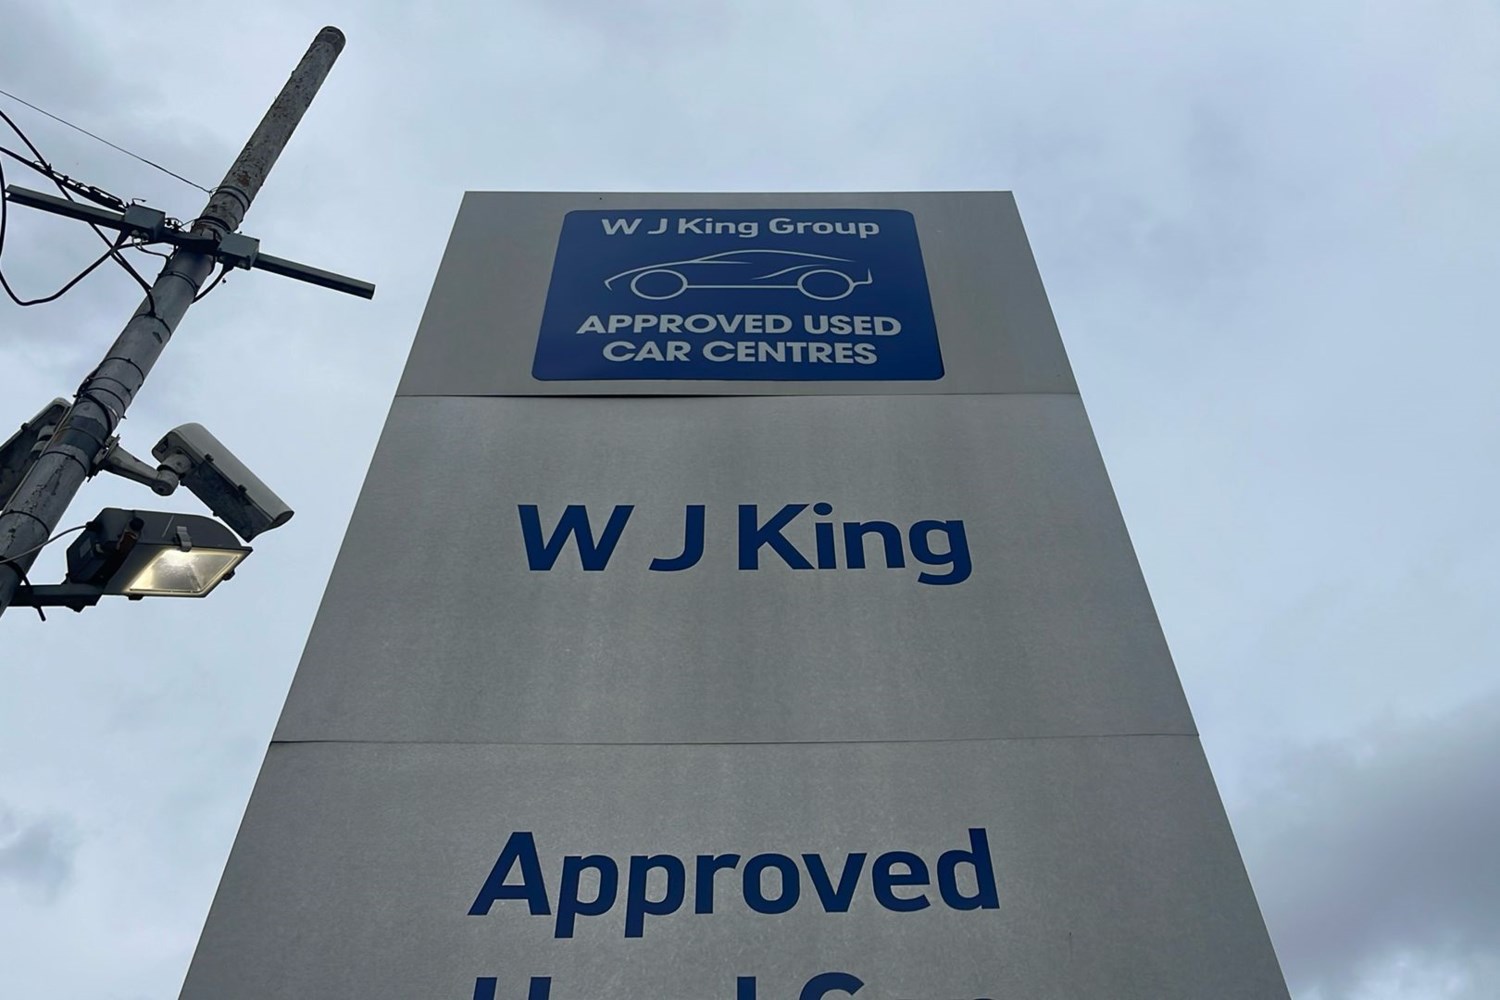 W J King Group
APPROVED USED
CAR CENTRES
W J King
Approved